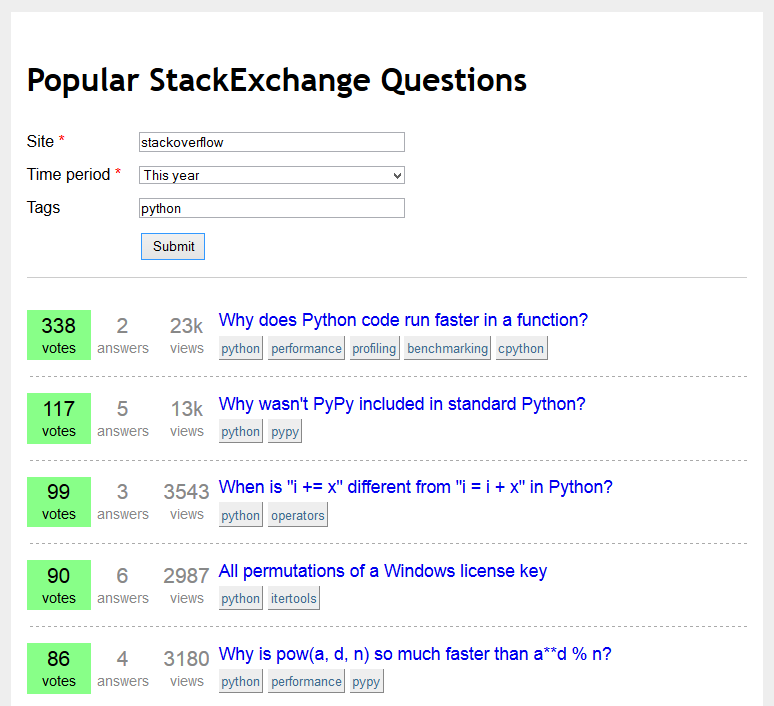 Popular StackExchange Questions
Site *
stackoverflow
Time period *
This year
Tags
python
Submit
338 2 23k Why does Python code run faster in a function?
votes answers views python performance profiling benchmarking cpython
117 5 13k Why wasn't PyPy included in standard Python?
votes answers views python pypy
99 3 3543 When is "i += x" different from "i = i + x" in Python?
votes answers views python operators
90 6 2987 All permutations of a Windows license key
votes answers views python itertools
86 4 3180 Why is pow(a, d, n) so much faster than a**d % n?
votes answers views python performance pypy